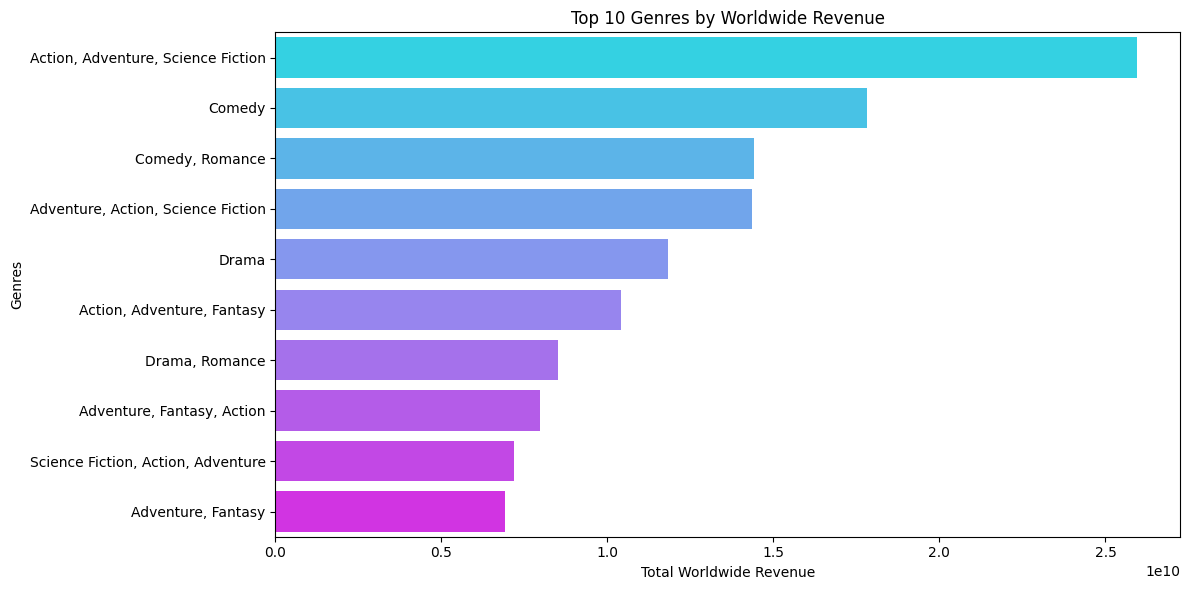 Top 10 Genres by Worldwide Revenue
Action, Adventure, Science Fiction
Comedy
Comedy, Romance
Adventure, Action, Science Fiction
Drama
Action, Adventure, Fantasy
Drama, Romance
Adventure, Fantasy, Action
Science Fiction, Action, Adventure
Adventure, Fantasy
Genres
0.0 0.5 1.0 1.5 2.0 2.5
1e10
Total Worldwide Revenue